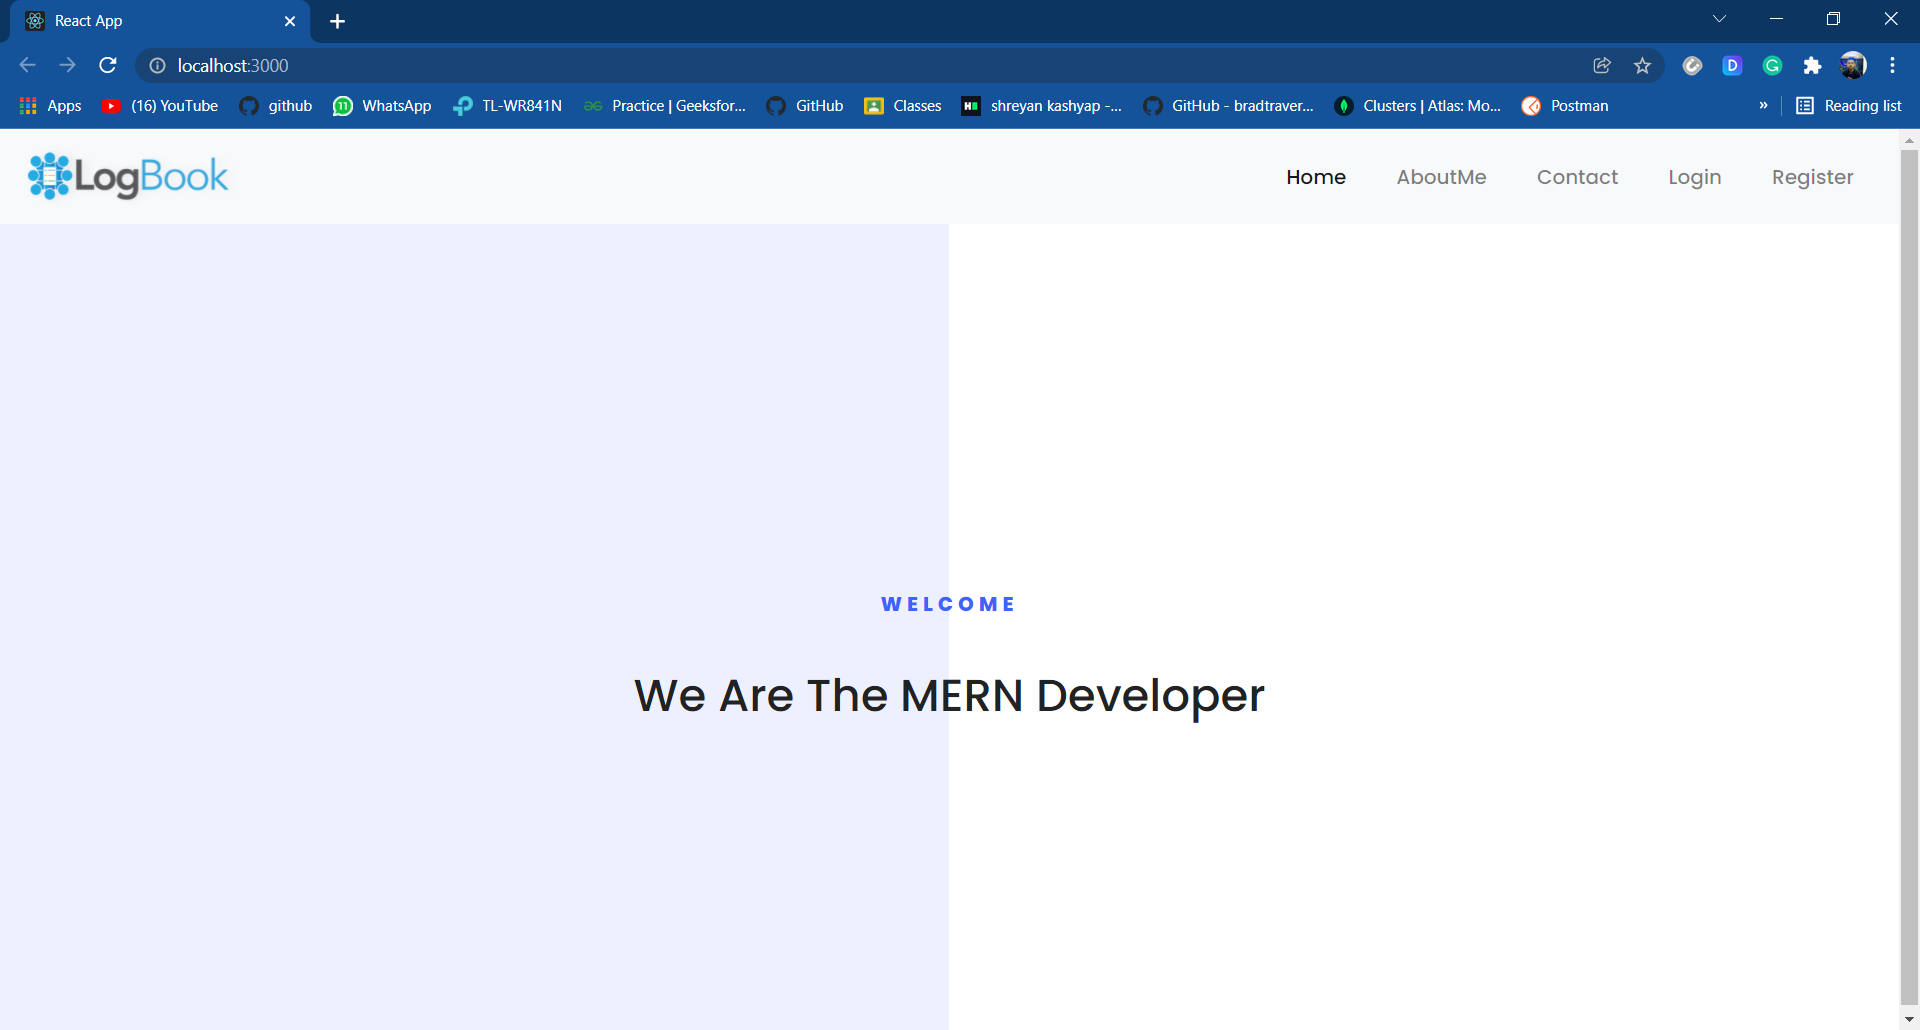 React App
localhost:3000
Apps (16) YouTube github 11 WhatsApp TL-WR841N Practice | Geeksfor... GitHub Classes shreyan kashyap -... GitHub - bradtraver... Clusters | Atlas: Mo... Postman » Reading list
LogBook Home AboutMe Contact Login Register
WELCOME
We Are The MERN Developer